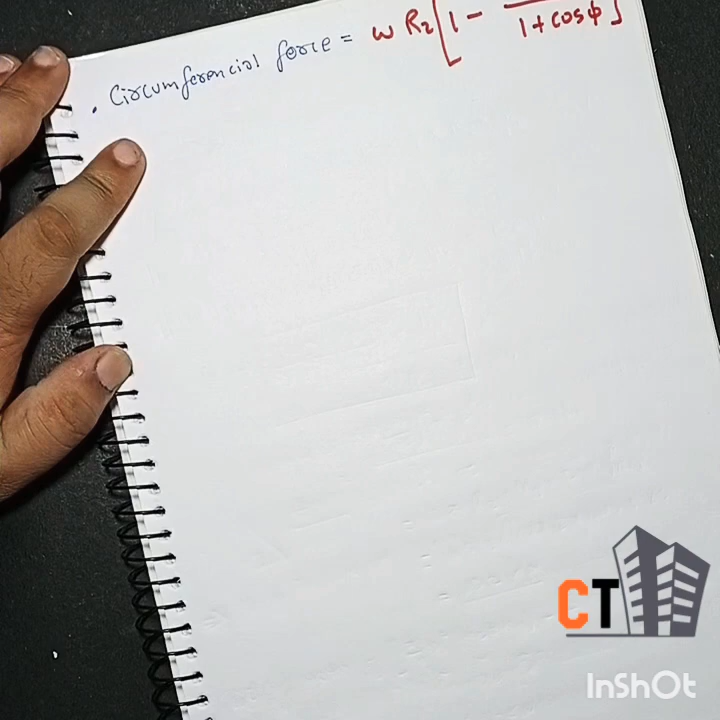 . Circumferencial force = w R₂ [ 1 - 
1 + cosφ ]
CT
InShOt